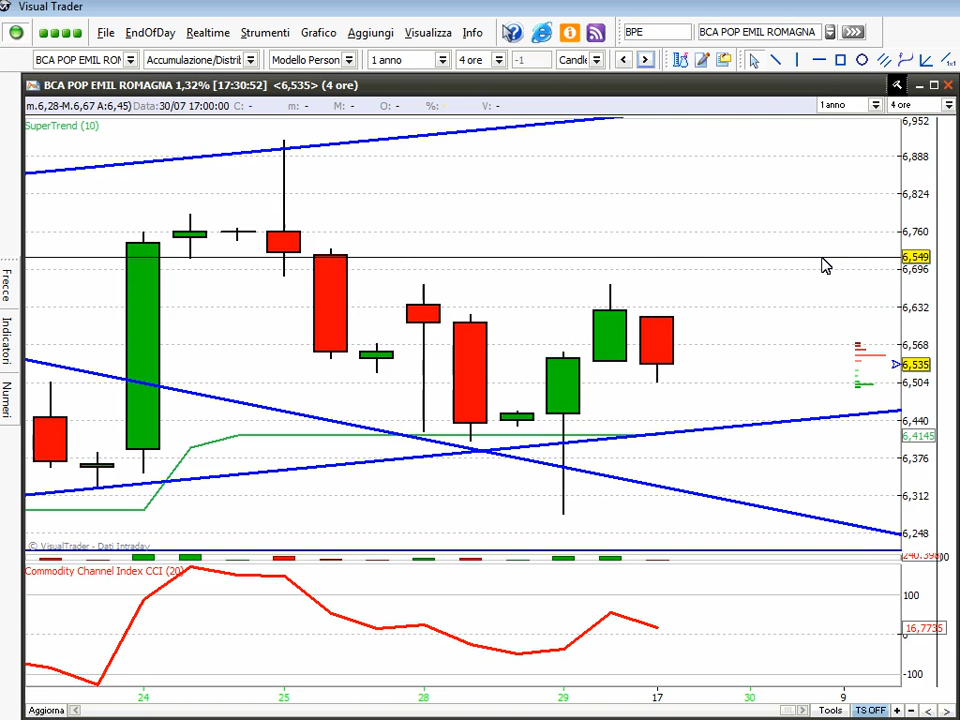 Visual Trader
File EndOfDay Realtime Strumenti Grafico Aggiungi Visualizza Info BPE BCA POP EMIL ROMAGNA
BCA POP EMIL ROM Accumulazione/Distrib Modello Person 1 anno 4 ore -1 Candle
BCA POP EMIL ROMAGNA 1,32% [17:30:52] <6,535> (4 ore)
m.6,28-M.6,67 A:6,45) Data:30/07 17:00:00 C: - m: - M: - O: - %: - V: - 1 anno 4 ore
SuperTrend (10)
6,952
6,888
6,824
6,760
6,549
6,696
6,632
6,568
6,535
6,504
6,440
6,4145
6,376
6,312
6,248
Frecce
Indicatori
Numeri
© VisualTrader - Dati Intraday
Commodity Channel Index CCI (20)
100
16,7735
0
-100
24 25 28 29 17 30 9
Aggiorna Tools TS OFF + - < >